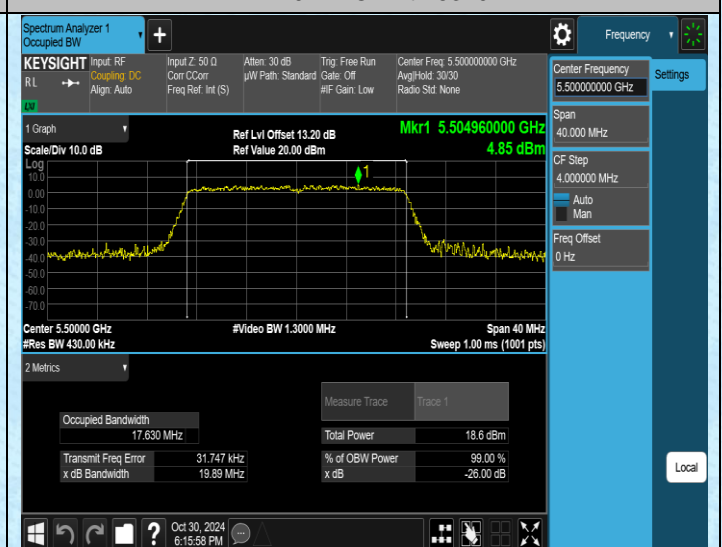 Spectrum Analyzer 1
Occupied BW
Frequency
KEYSIGHT
R L
Input: RF
Coupling: DC
Align: Auto
Input Z: 50 Ω
Corr CCorr
Freq Ref: Int (S)
Atten: 30 dB
µW Path: Standard
Trig: Free Run
Gate: Off
#IF Gain: Low
Center Freq: 5.500000000 GHz
Avg|Hold: 30/30
Radio Std: None
Center Frequency
5.500000000 GHz
Settings
Span
40.000 MHz
CF Step
4.000000 MHz
Auto
Man
Freq Offset
0 Hz
1 Graph
Scale/Div 10.0 dB
Ref Lvl Offset 13.20 dB
Ref Value 20.00 dBm
Mkr1 5.504960000 GHz
4.85 dBm
Log
10.0
0.00
-10.0
-20.0
-30.0
-40.0
-50.0
-60.0
-70.0
1
Center 5.50000 GHz
#Res BW 430.00 kHz
#Video BW 1.3000 MHz
Span 40 MHz
Sweep 1.00 ms (1001 pts)
2 Metrics
Measure Trace Trace 1
Occupied Bandwidth
17.630 MHz
Total Power 18.6 dBm
Transmit Freq Error 31.747 kHz
% of OBW Power 99.00 %
x dB Bandwidth 19.89 MHz
x dB -26.00 dB
Local
?
Oct 30, 2024
6:15:58 PM